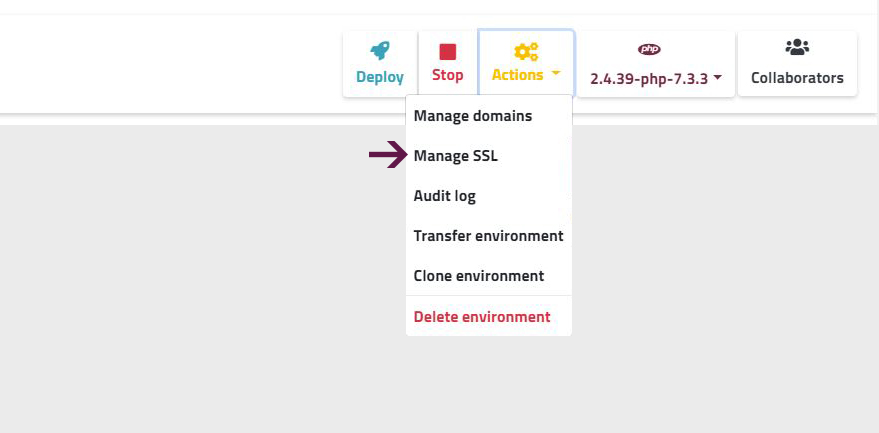 Deploy
Stop
Actions
php
2.4.39-php-7.3.3
Collaborators
Manage domains
Manage SSL
Audit log
Transfer environment
Clone environment
Delete environment